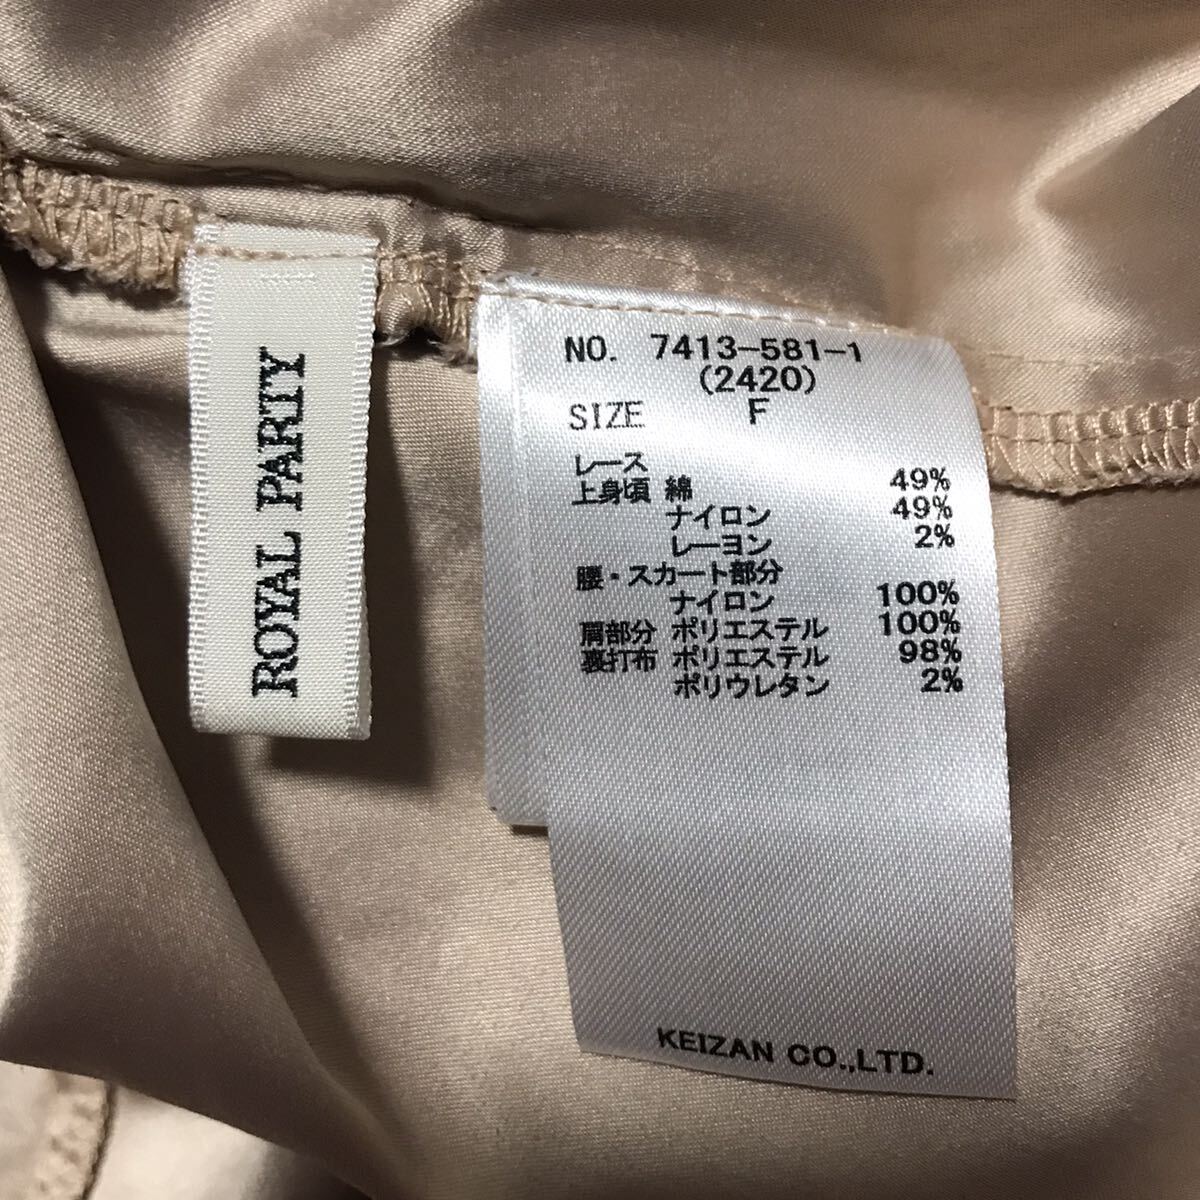 ROYAL PARTY
NO. 7413-581-1
(2420)
SIZE F
レース
上身頃 綿 49%
ナイロン 49%
レーヨン 2%
腰・スカート部分
ナイロン 100%
肩部分 ポリエステル 100%
裏打布 ポリエステル 98%
ポリウレタン 2%
KEIZAN CO.,LTD.